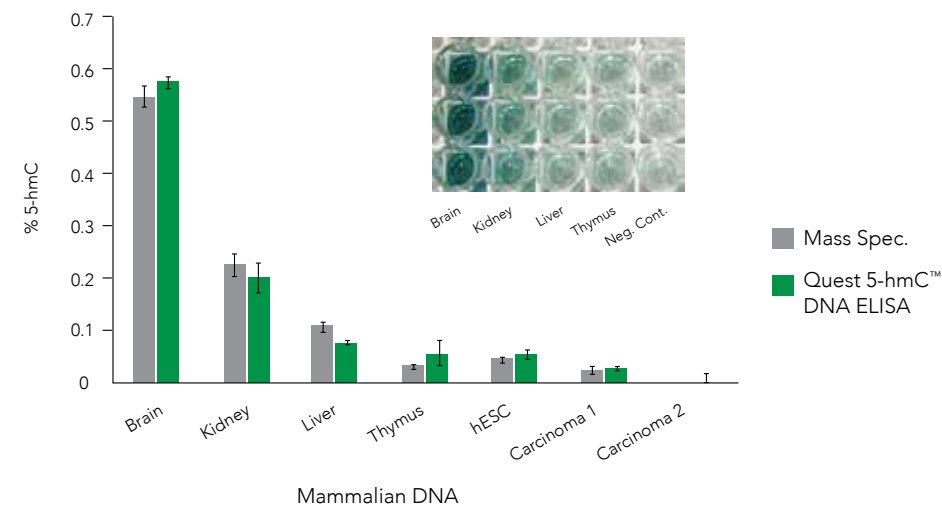 0.7
0.6
0.5
0.4
0.3
0.2
0.1
0
% 5-hmC
Brain
Kidney
Liver
Thymus
Neg. Cont.
Mass Spec.
Quest 5-hmC™
DNA ELISA
Brain
Kidney
Liver
Thymus
hESC
Carcinoma 1
Carcinoma 2
Mammalian DNA